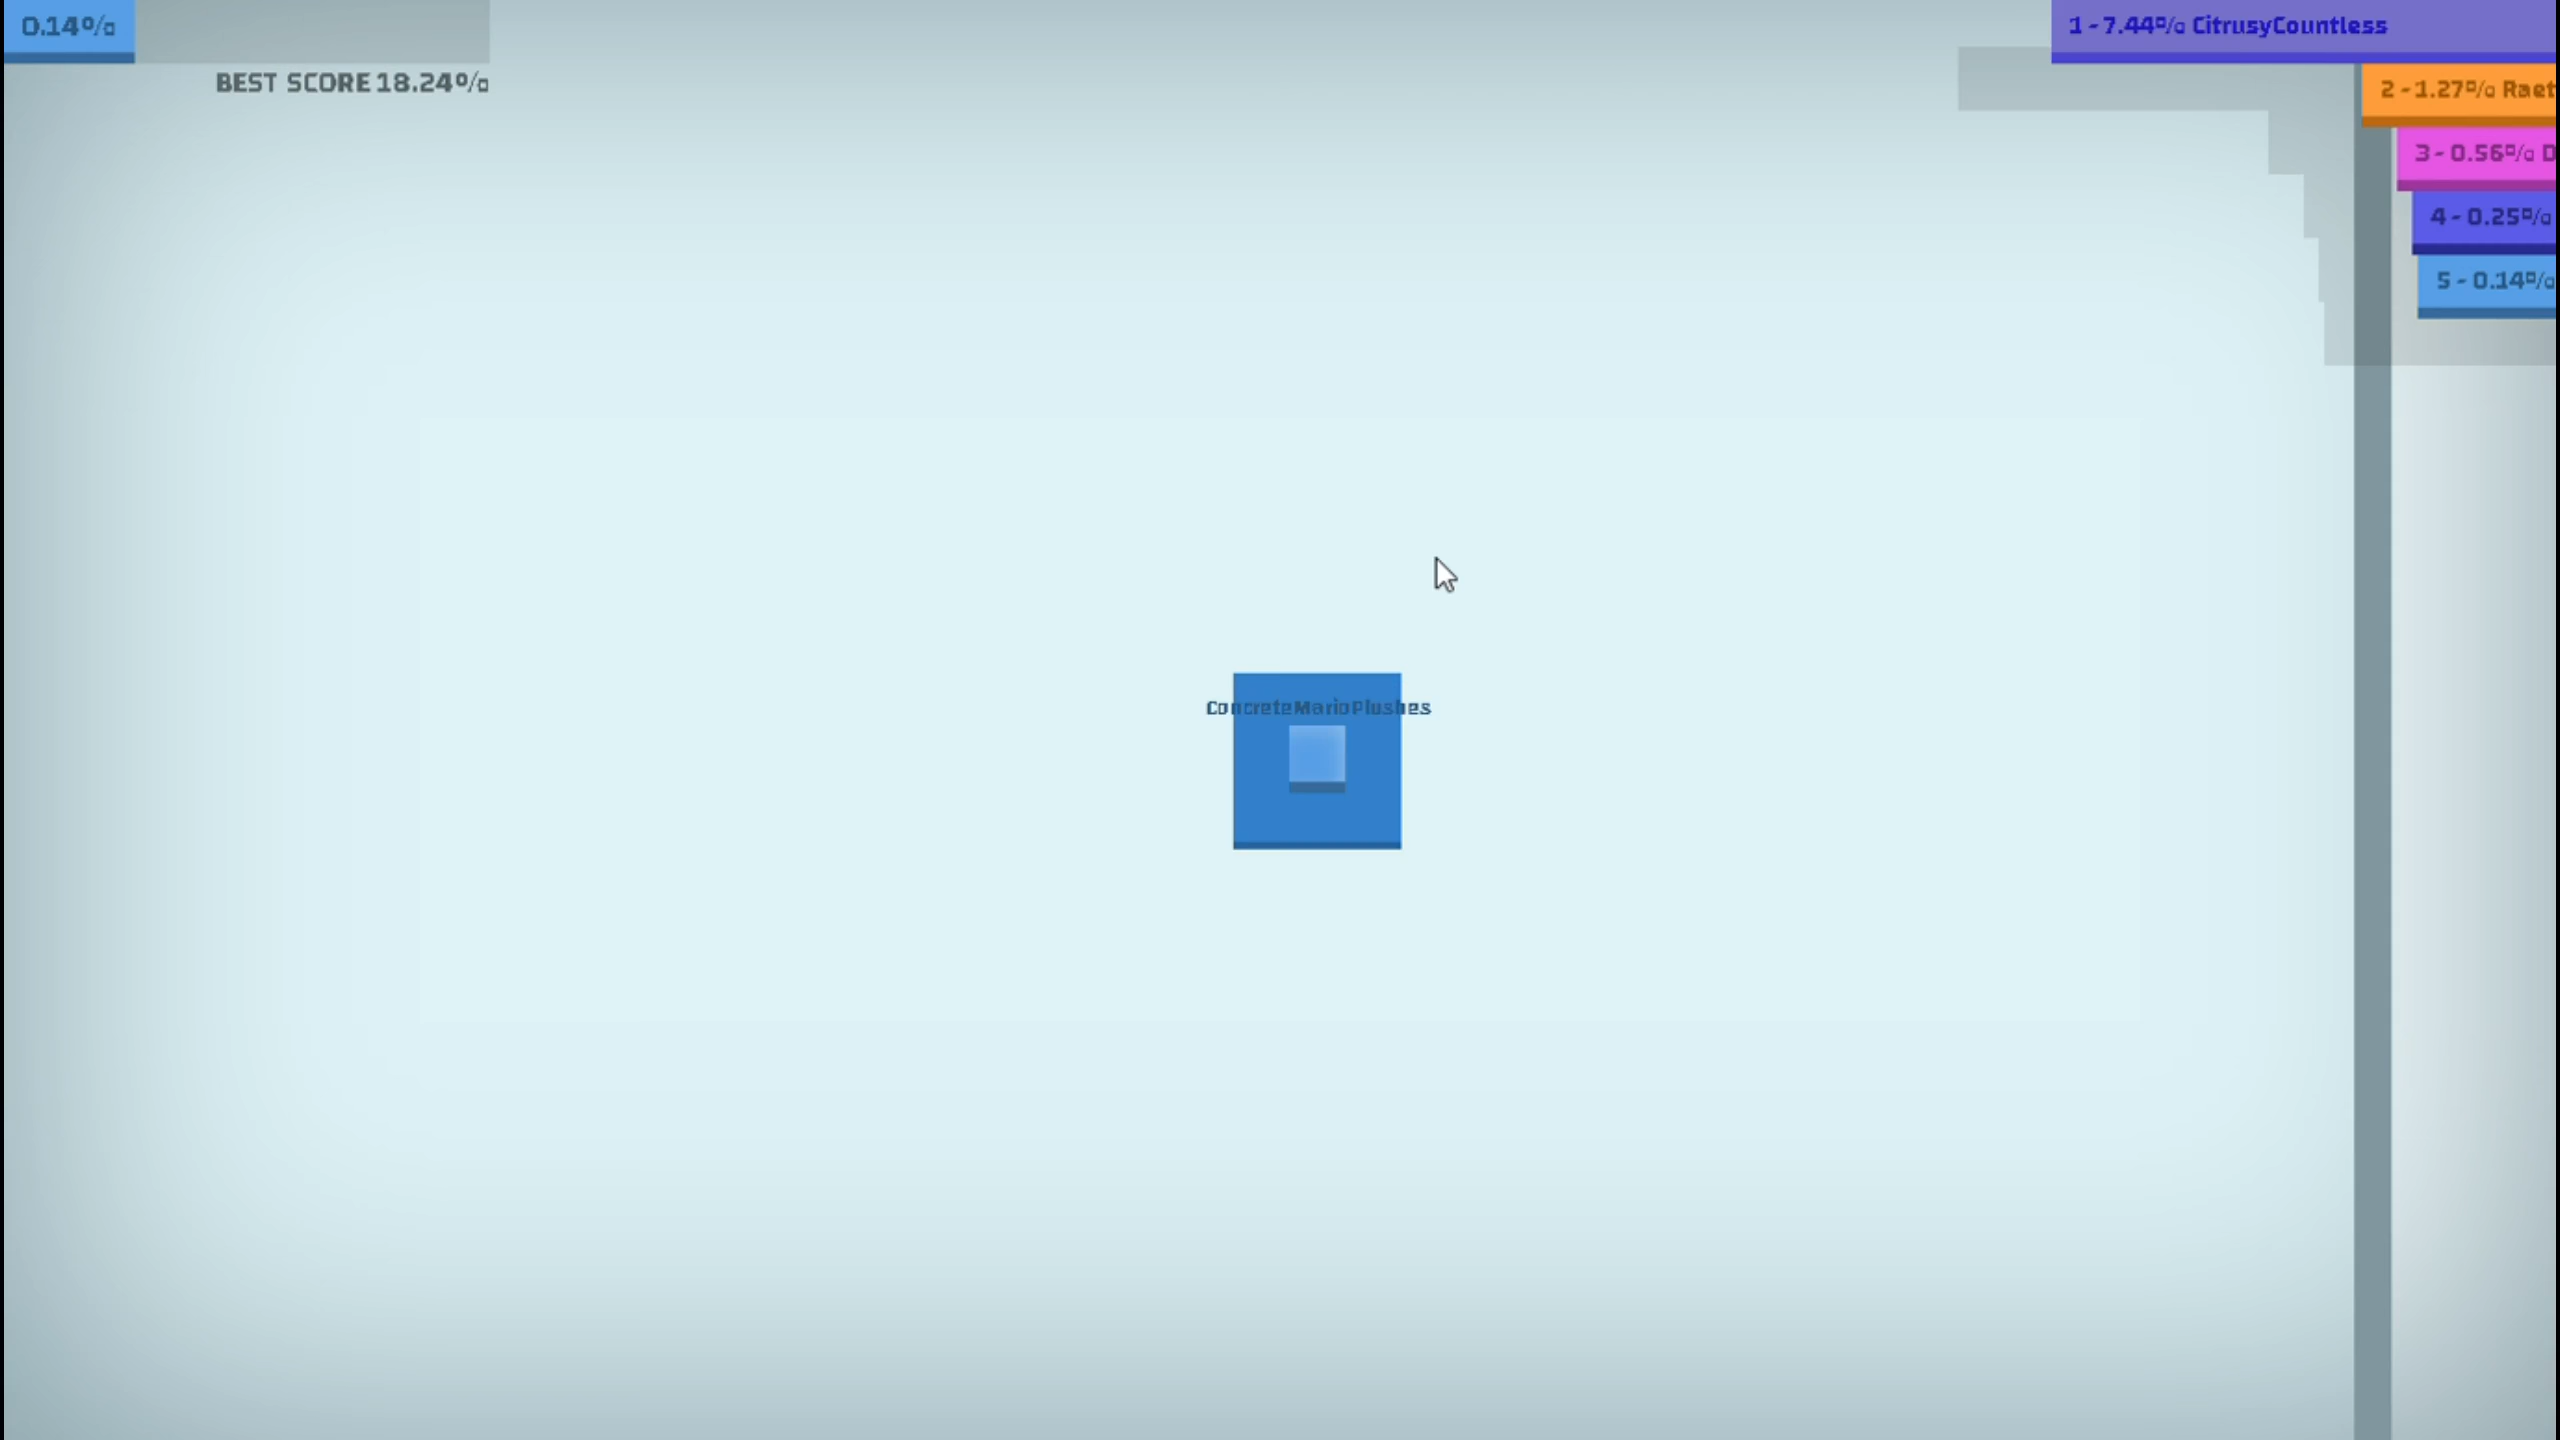 0.14%
BEST SCORE 18.24%
1 - 7.44% CitrusyCountless
2 - 1.27% Raet
3 - 0.56% D
4 - 0.25%
5 - 0.14%
ConcreteMarioPlushes